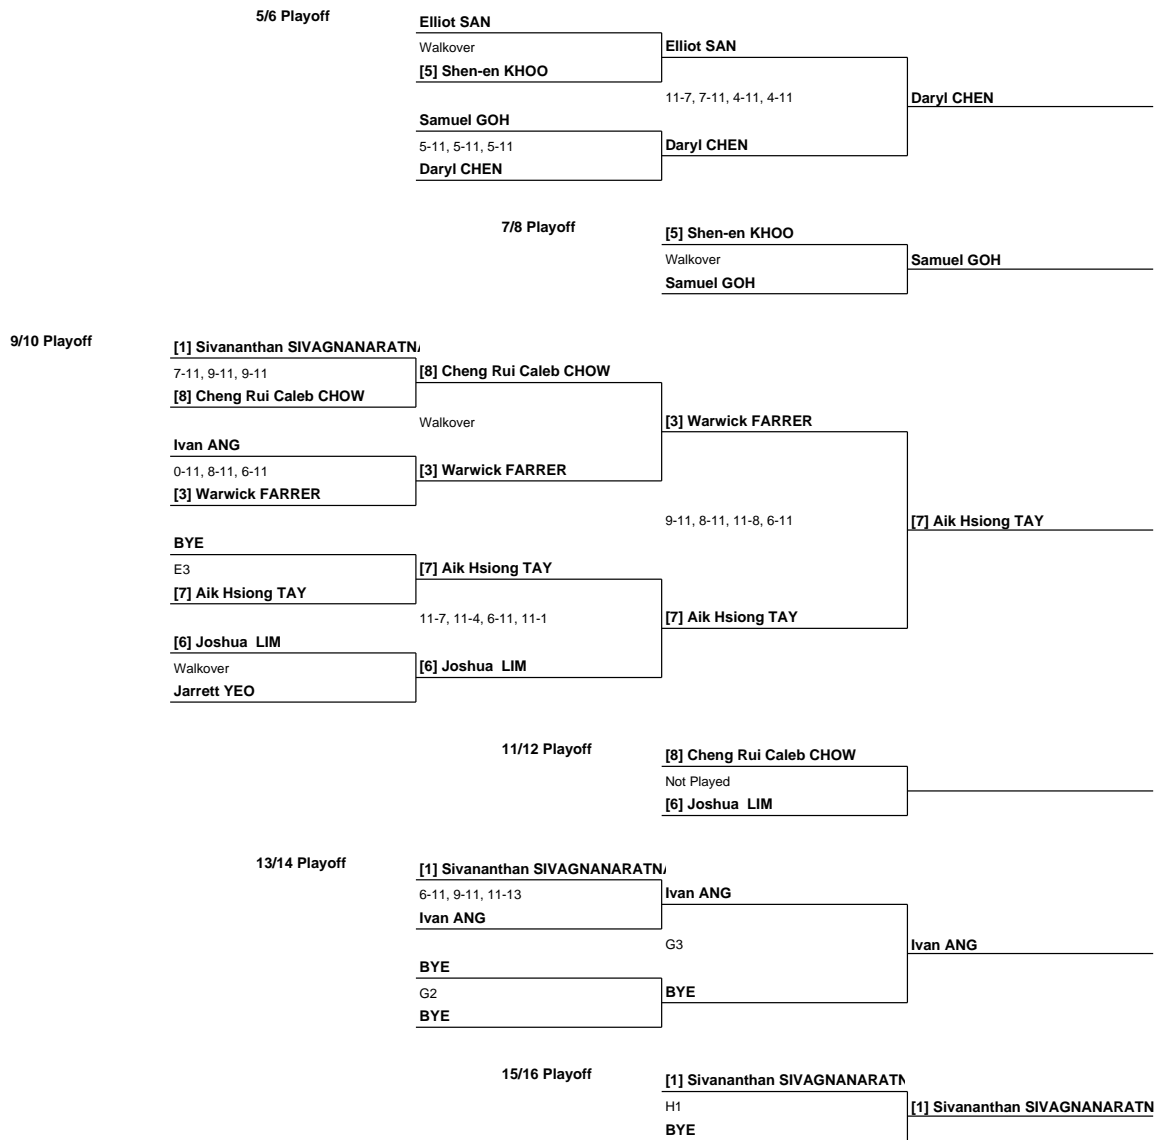 5/6 Playoff
Elliot SAN
Walkover
Elliot SAN
[5] Shen-en KHOO
11-7, 7-11, 4-11, 4-11
Daryl CHEN
Samuel GOH
5-11, 5-11, 5-11
Daryl CHEN
Daryl CHEN
7/8 Playoff
[5] Shen-en KHOO
Walkover
Samuel GOH
Samuel GOH
9/10 Playoff
[1] Sivananthan SIVAGNANARATN
7-11, 9-11, 9-11
[8] Cheng Rui Caleb CHOW
[8] Cheng Rui Caleb CHOW
Walkover
[3] Warwick FARRER
Ivan ANG
0-11, 8-11, 6-11
[3] Warwick FARRER
[3] Warwick FARRER
9-11, 8-11, 11-8, 6-11
[7] Aik Hsiong TAY
BYE
E3
[7] Aik Hsiong TAY
[7] Aik Hsiong TAY
11-7, 11-4, 6-11, 11-1
[7] Aik Hsiong TAY
[6] Joshua LIM
Walkover
[6] Joshua LIM
Jarrett YEO
11/12 Playoff
[8] Cheng Rui Caleb CHOW
Not Played
[6] Joshua LIM
13/14 Playoff
[1] Sivananthan SIVAGNANARATN
6-11, 9-11, 11-13
Ivan ANG
Ivan ANG
G3
Ivan ANG
BYE
G2
BYE
BYE
15/16 Playoff
[1] Sivananthan SIVAGNANARATN
H1
[1] Sivananthan SIVAGNANARATN
BYE